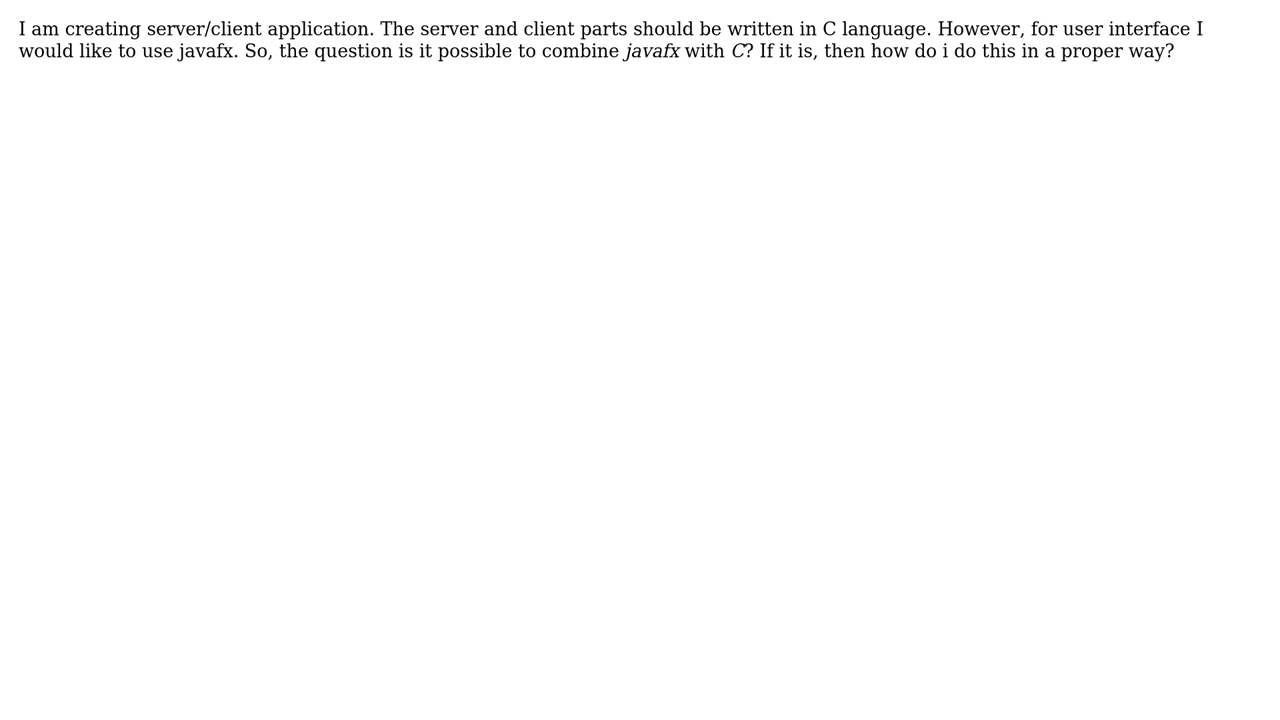 I am creating server/client application. The server and client parts should be written in C language. However, for user interface I
would like to use javafx. So, the question is it possible to combine javafx with C? If it is, then how do i do this in a proper way?